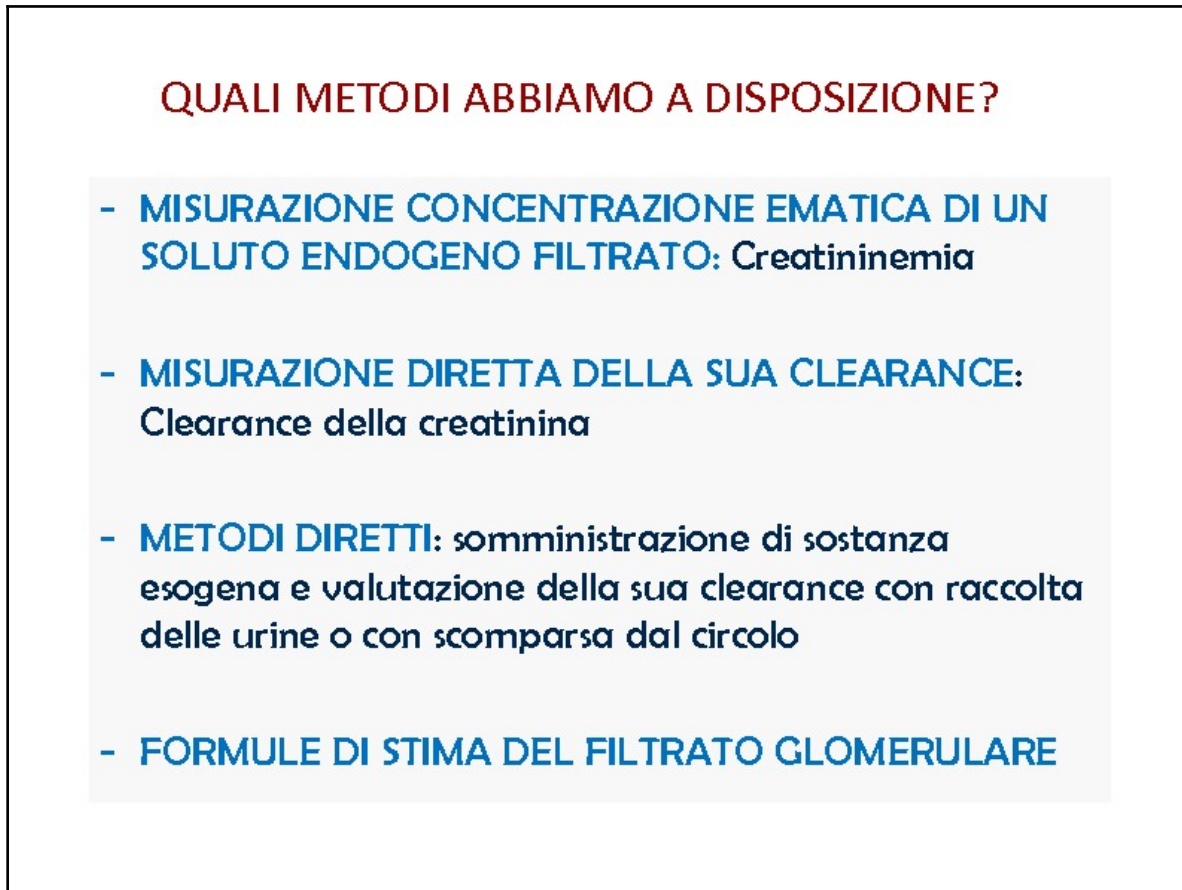 QUALI METODI ABBIAMO A DISPOSIZIONE?
- MISURAZIONE CONCENTRAZIONE EMATICA DI UN
SOLUTO ENDOGENO FILTRATO: Creatininemia
- MISURAZIONE DIRETTA DELLA SUA CLEARANCE:
Clearance della creatinina
- METODI DIRETTI: somministrazione di sostanza
esogena e valutazione della sua clearance con raccolta
delle urine o con scomparsa dal circolo
- FORMULE DI STIMA DEL FILTRATO GLOMERULARE